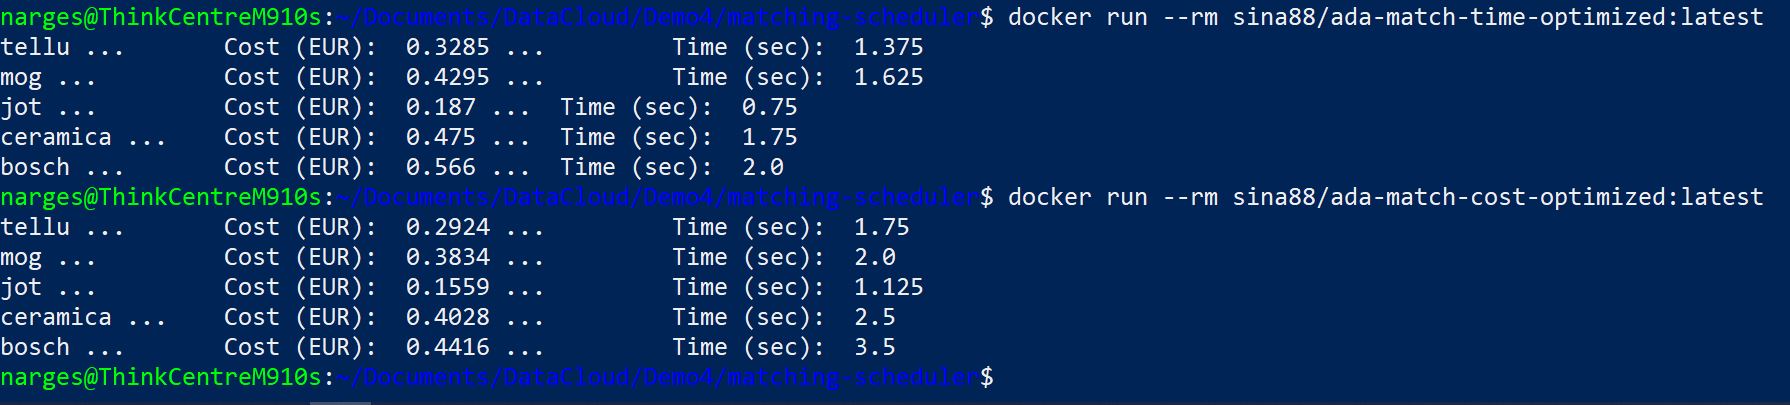 narges@ThinkCentreM910s:~/Documents/DataCloud/Demo4/matching-scheduler$ docker run --rm sina88/ada-match-time-optimized:latest
tellu ... Cost (EUR): 0.3285 ... Time (sec): 1.375
mog ... Cost (EUR): 0.4295 ... Time (sec): 1.625
jot ... Cost (EUR): 0.187 ... Time (sec): 0.75
ceramica ... Cost (EUR): 0.475 ... Time (sec): 1.75
bosch ... Cost (EUR): 0.566 ... Time (sec): 2.0
narges@ThinkCentreM910s:~/Documents/DataCloud/Demo4/matching-scheduler$ docker run --rm sina88/ada-match-cost-optimized:latest
tellu ... Cost (EUR): 0.2924 ... Time (sec): 1.75
mog ... Cost (EUR): 0.3834 ... Time (sec): 2.0
jot ... Cost (EUR): 0.1559 ... Time (sec): 1.125
ceramica ... Cost (EUR): 0.4028 ... Time (sec): 2.5
bosch ... Cost (EUR): 0.4416 ... Time (sec): 3.5
narges@ThinkCentreM910s:~/Documents/DataCloud/Demo4/matching-scheduler$